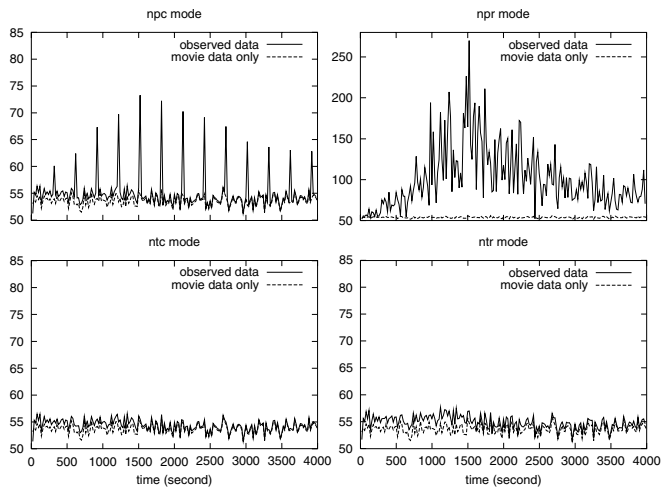 npc mode
npr mode
85
80
75
70
65
60
55
50
observed data
movie data only
250
200
150
100
50
observed data
movie data only
ntc mode
ntr mode
85
80
75
70
65
60
55
50
observed data
movie data only
0 500 1000 1500 2000 2500 3000 3500 4000
time (second)
85
80
75
70
65
60
55
50
observed data
movie data only
0 500 1000 1500 2000 2500 3000 3500 4000
time (second)